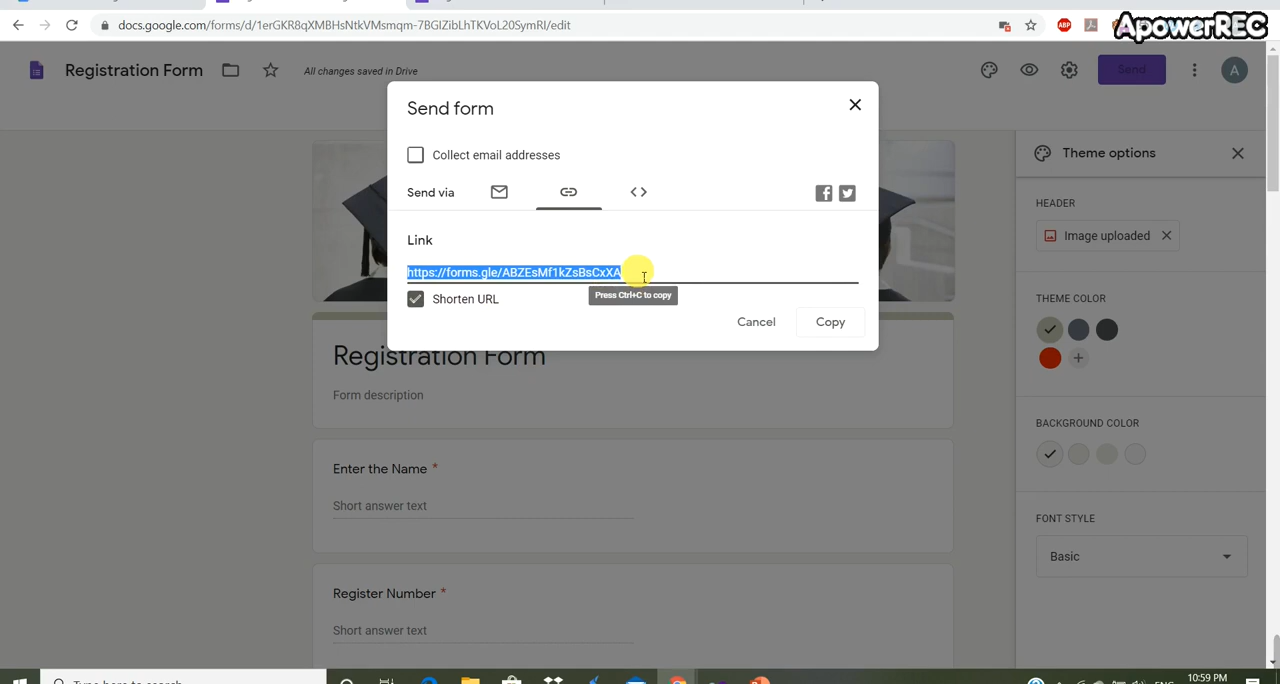 docs.google.com/forms/d/1erGKR8qXMBHsNtkVMsmqm-7BGIZibLhTKVoL20SymRI/edit
ABP
ApowerREC
Registration Form
All changes saved in Drive
Send
A
Send form
Collect email addresses
Send via
Link
https://forms.gle/ABZEsMf1kZsBsCxXA
Press Ctrl+C to copy
Shorten URL
Cancel
Copy
Registration Form
Form description
Enter the Name *
Short answer text
Register Number *
Short answer text
Theme options
HEADER
Image uploaded
THEME COLOR
BACKGROUND COLOR
FONT STYLE
Basic
10:59 PM